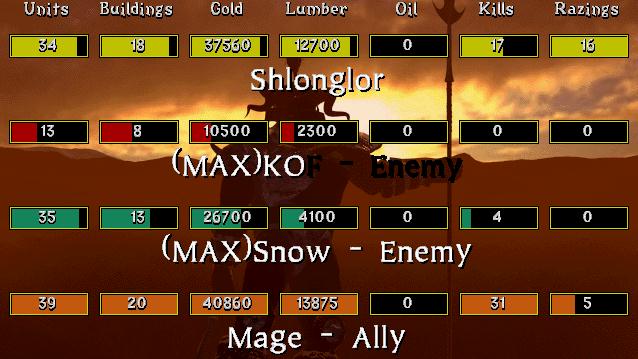 Units Buildings Gold Lumber Oil Kills Razings
34 18 37560 12700 0 17 16
Shlonglor
13 8 10500 2300 0 0 0
(MAX)KOF - Enemy
35 13 26700 4100 0 4 0
(MAX)Snow - Enemy
39 20 40860 13875 0 31 5
Mage - Ally